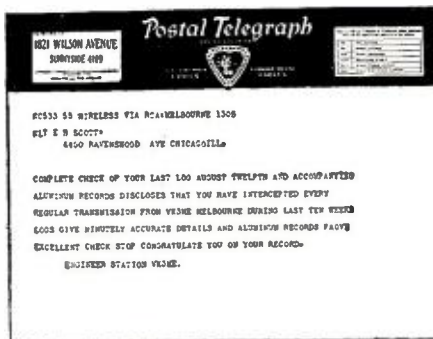 1821 WILSON AVENUE
SUNNYSIDE 4109
Postal Telegraph
KC533 53 WIRELESS VIA RCA=MELBOURNE 1305
NLT E B SCOTT=
4450 RAVENSWOOD AVE CHICAGOILL=
COMPLETE CHECK OF YOUR LAST LOG AUGUST TWELFTH AND ACCOMPANYING
ALUMINUM RECORDS DISCLOSES THAT YOU HAVE INTERCEPTED EVERY
REGULAR TRANSMISSION FROM VK3ME MELBOURNE DURING LAST TEN WEEKS
LOGS GIVE MINUTELY ACCURATE DETAILS AND ALUMINUM RECORDS PROVE
EXCELLENT CHECK STOP CONGRATULATE YOU ON YOUR RECORD=
ENGINEER STATION VK3ME.